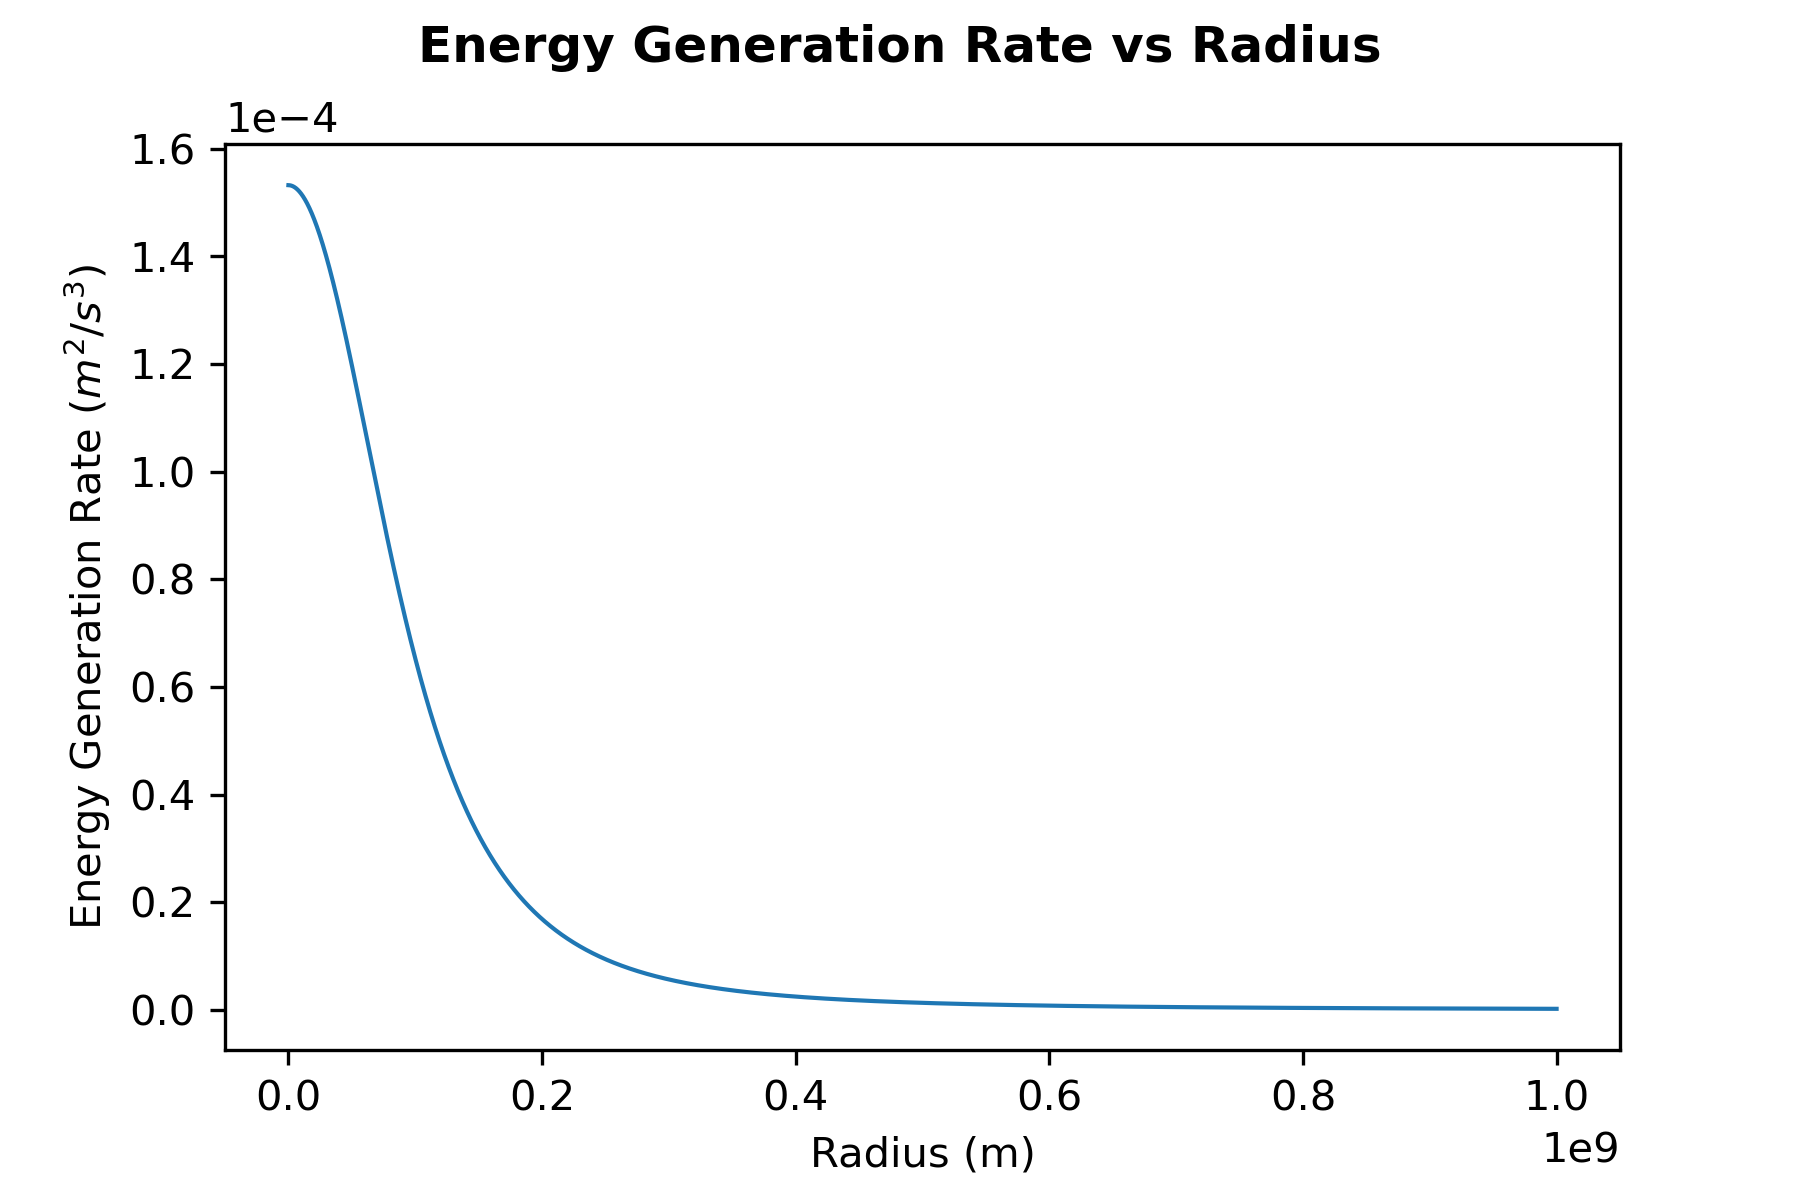 Energy Generation Rate vs Radius
1e−4
1.6
1.4
1.2
1.0
0.8
0.6
0.4
0.2
0.0
Energy Generation Rate (m²/s³)
0.0 0.2 0.4 0.6 0.8 1.0
1e9
Radius (m)